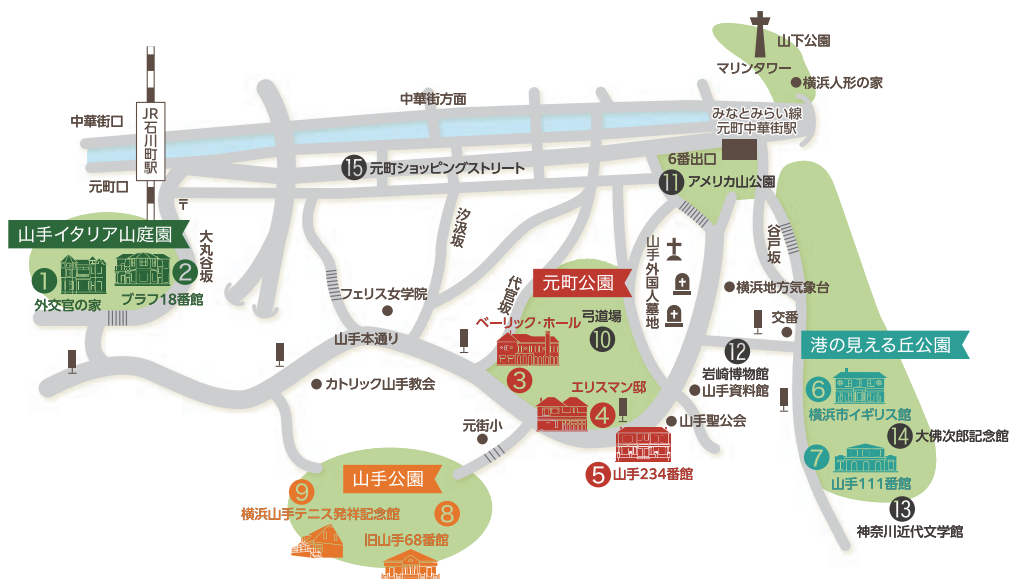 山下公園
マリンタワー
横浜人形の家
中華街方面
中華街口
JR石川町駅
みなとみらい線
元町中華街駅
6番出口
15 元町ショッピングストリート
11 アメリカ山公園
元町口
〒
山手イタリア山庭園
大丸谷坂
汐汲坂
谷戸坂
山手外国人墓地
1
外交官の家
2
ブラフ18番館
代官坂
元町公園
フェリス女学院
横浜地方気象台
ベーリック・ホール
弓道場
10
交番
山手本通り
港の見える丘公園
12
岩崎博物館
3
カトリック山手教会
エリスマン邸
4
山手資料館
6
横浜市イギリス館
元街小
山手聖公会
14 大佛次郎記念館
7
山手111番館
5 山手234番館
山手公園
9
横浜山手テニス発祥記念館
8
旧山手68番館
13
神奈川近代文学館